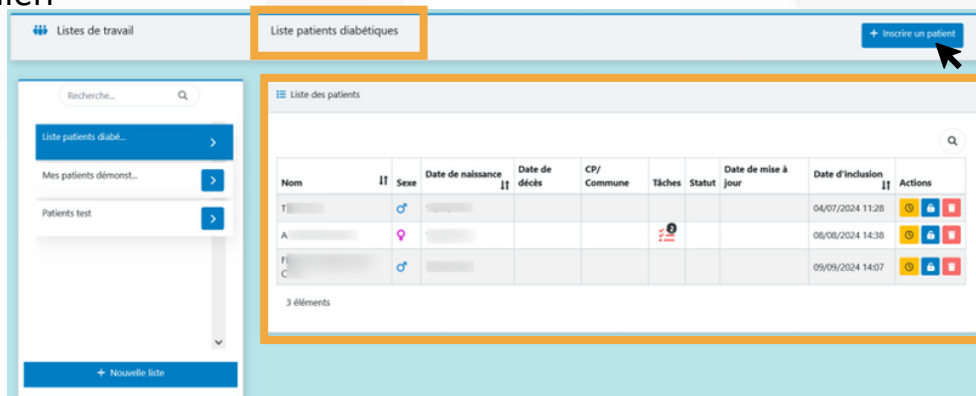 Listes de travail
Liste patients diabétiques
+ Inscrire un patient
Recherche...
Liste patients diabé...
Mes patients démonst...
Patients test
+ Nouvelle liste
Liste des patients
Nom Sexe Date de naissance Date de décès CP/ Commune Tâches Statut Date de mise à jour Date d'inclusion Actions
T 04/07/2024 11:28
A 2 08/08/2024 14:38
C 09/09/2024 14:07
3 éléments